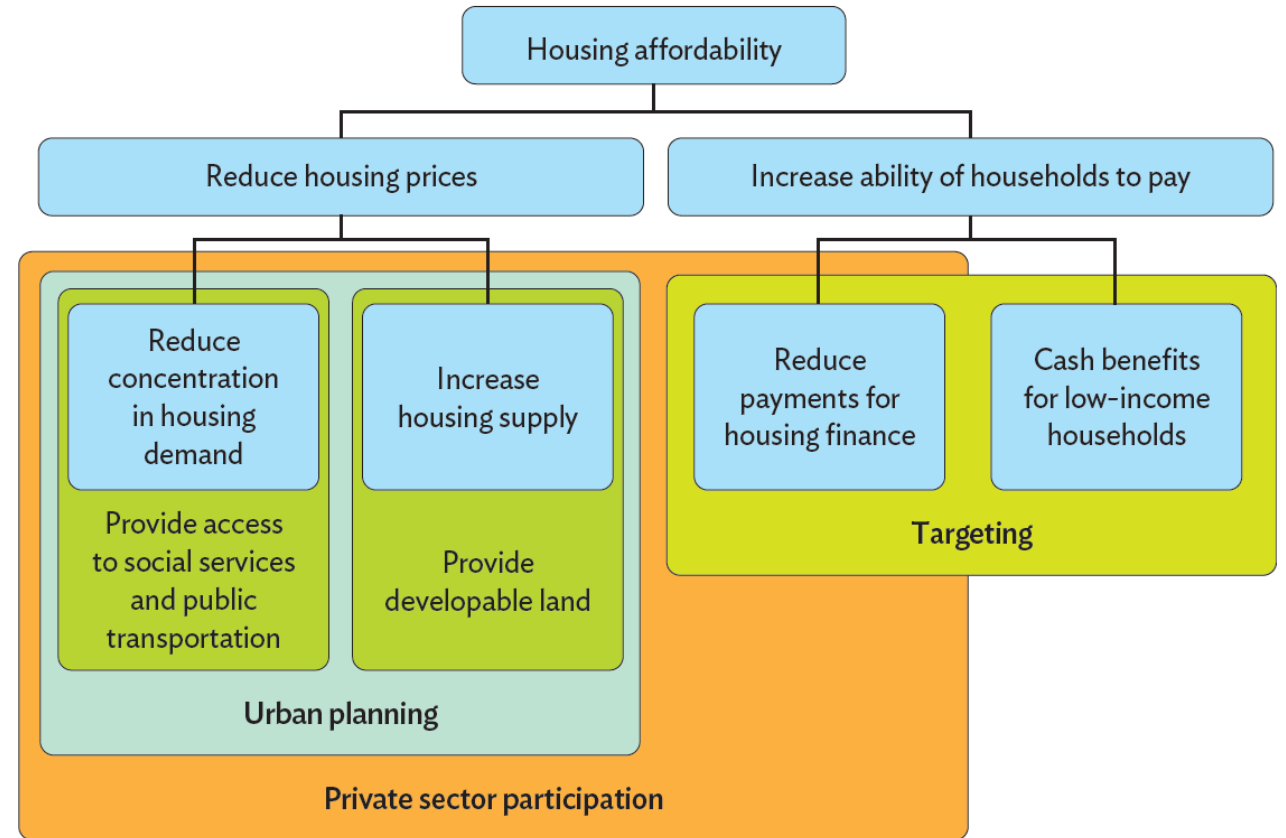 Housing affordability
Reduce housing prices
Increase ability of households to pay
Reduce
concentration
in housing
demand
Increase
housing supply
Reduce
payments for
housing finance
Cash benefits
for low-income
households
Provide access
to social services
and public
transportation
Provide
developable land
Targeting
Urban planning
Private sector participation